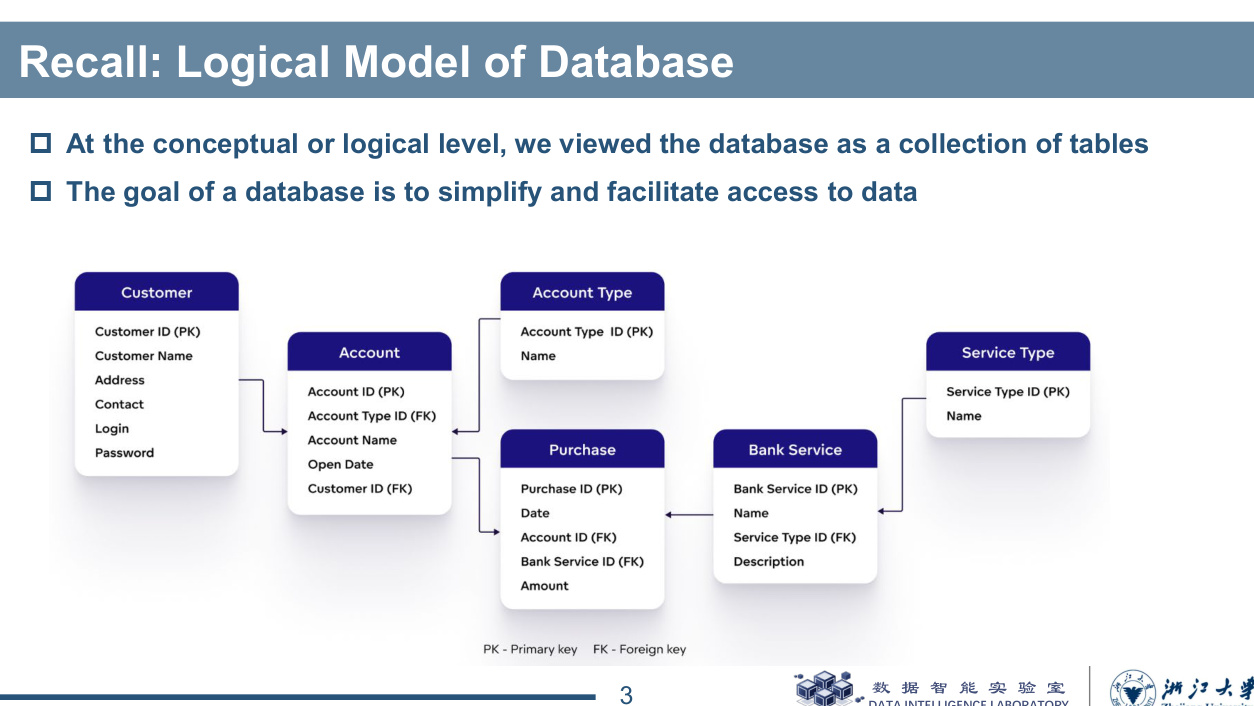 Recall: Logical Model of Database
At the conceptual or logical level, we viewed the database as a collection of tables
The goal of a database is to simplify and facilitate access to data
Customer
Customer ID (PK)
Customer Name
Address
Contact
Login
Password
Account
Account ID (PK)
Account Type ID (FK)
Account Name
Open Date
Customer ID (FK)
Account Type
Account Type ID (PK)
Name
Purchase
Purchase ID (PK)
Date
Account ID (FK)
Bank Service ID (FK)
Amount
Bank Service
Bank Service ID (PK)
Name
Service Type ID (FK)
Description
Service Type
Service Type ID (PK)
Name
PK - Primary key FK - Foreign key
3
数据智能实验室
DATA INTELLIGENCE LABORATORY
浙江大学